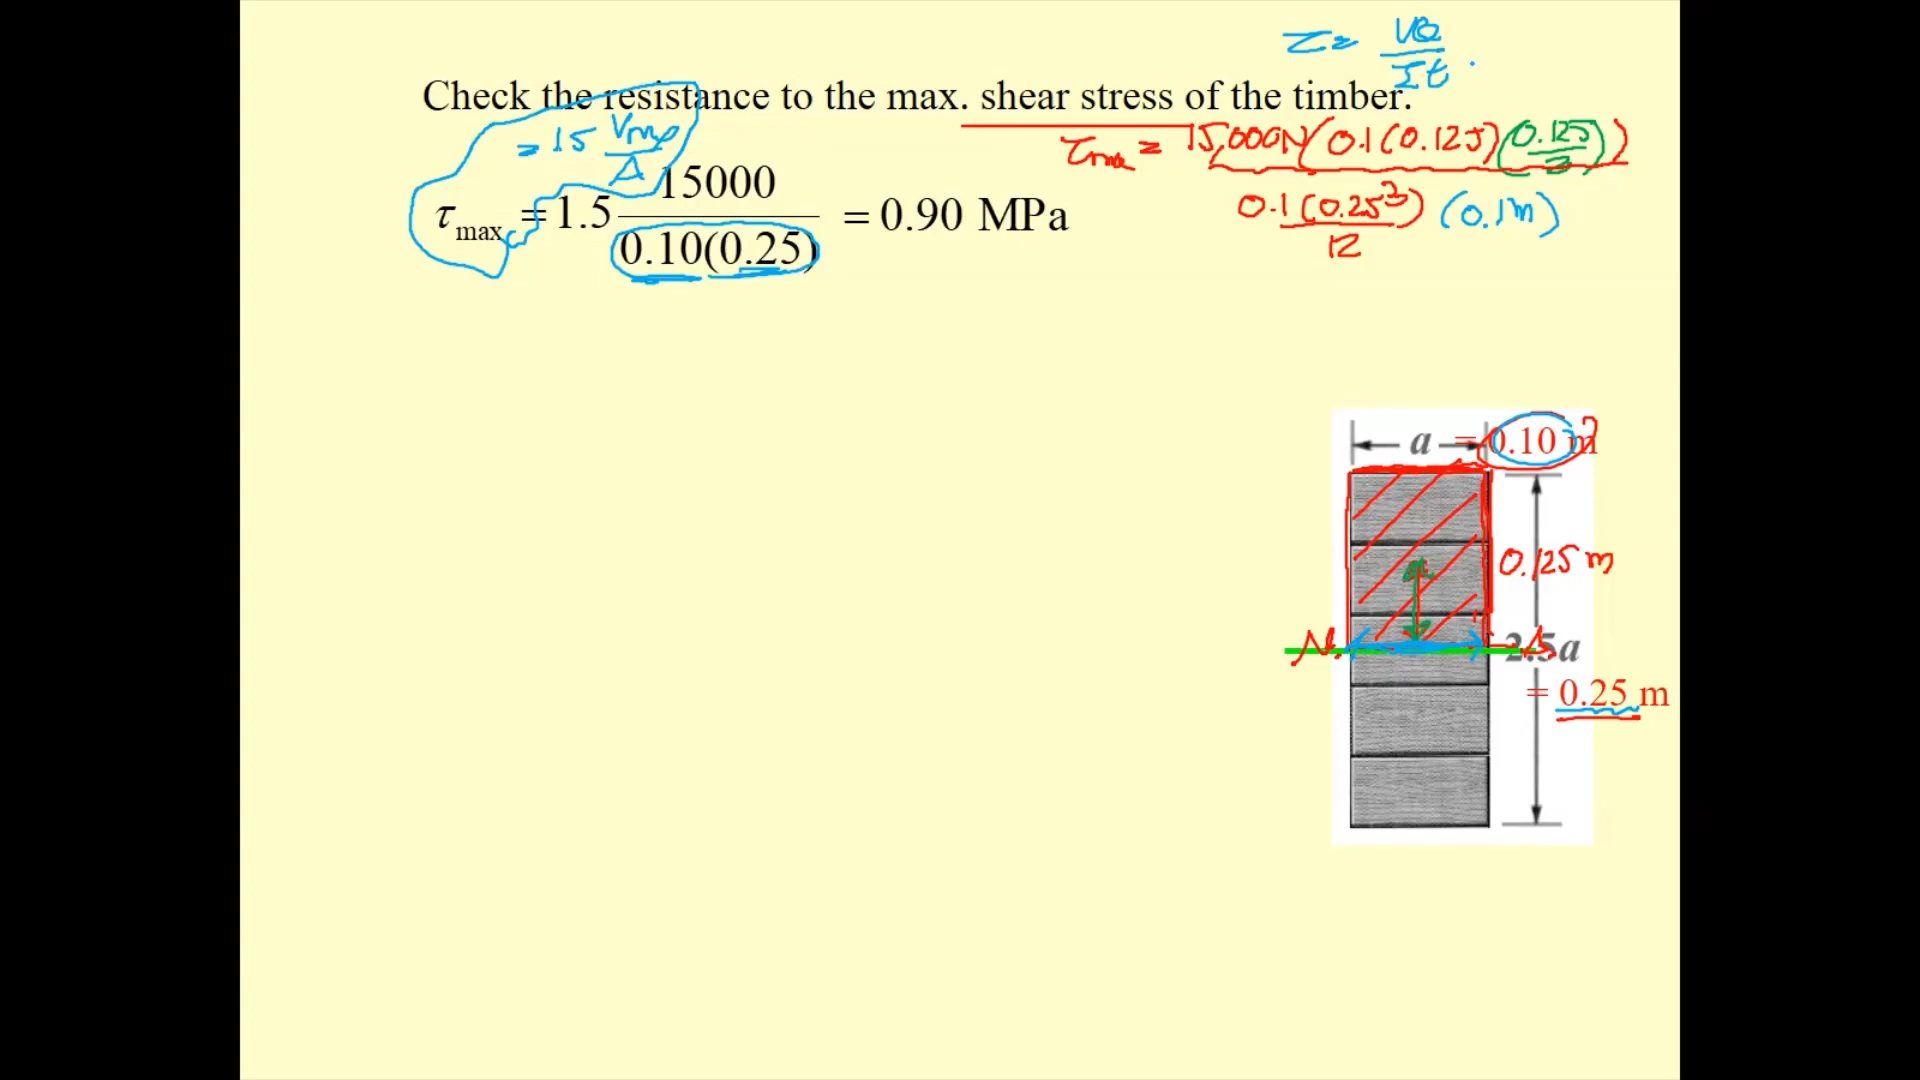 τ = VQ / It .
Check the resistance to the max. shear stress of the timber.
= 1.5 Vmax / A
τmax = 15,000N (0.1(0.125)(0.125/2)) / (0.1(0.25³)/12 (0.1m))
τmax = 1.5 15000 / 0.10(0.25) = 0.90 MPa
a = 0.10 m
0.125 m
N. A.
2.5a
= 0.25 m